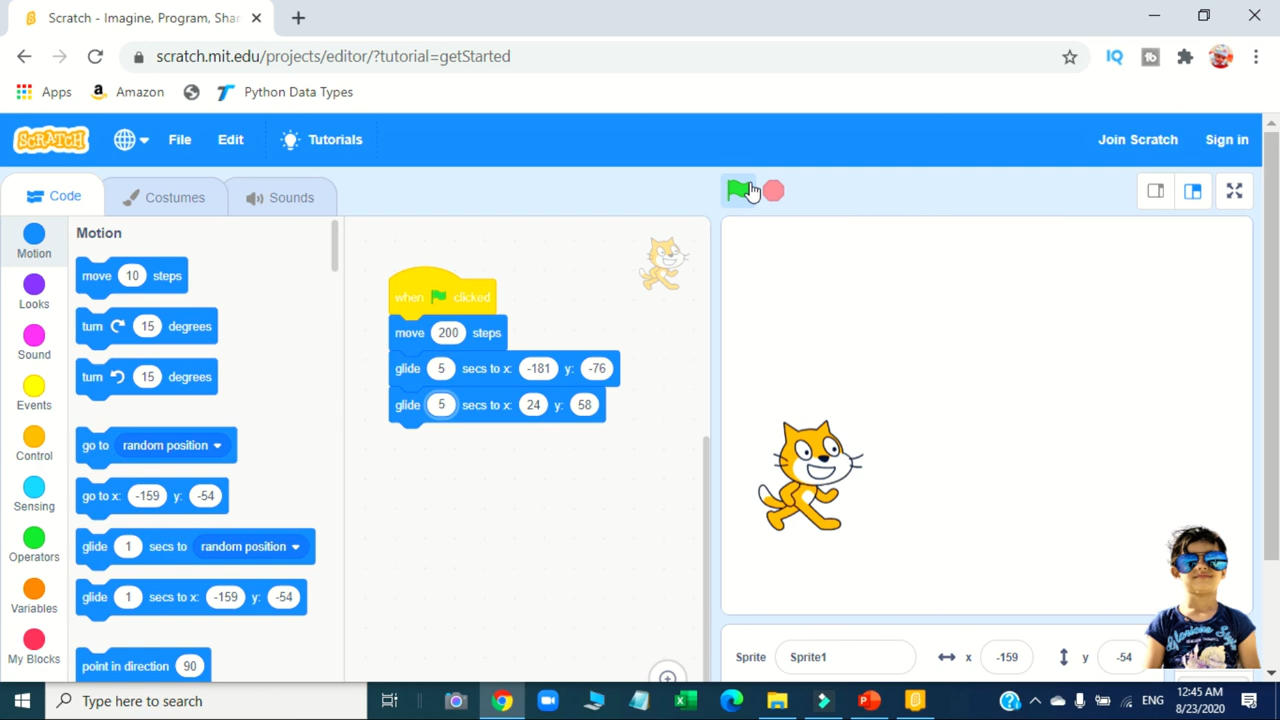 Scratch - Imagine, Program, Shar
scratch.mit.edu/projects/editor/?tutorial=getStarted
IQ
tb
Apps
Amazon
Python Data Types
SCRATCH
File
Edit
Tutorials
Join Scratch
Sign in
Code
Costumes
Sounds
Motion
Looks
Sound
Events
Control
Sensing
Operators
Variables
My Blocks
Motion
move 10 steps
turn 15 degrees
turn 15 degrees
go to random position
go to x: -159 y: -54
glide 1 secs to random position
glide 1 secs to x: -159 y: -54
point in direction 90
when clicked
move 200 steps
glide 5 secs to x: -181 y: -76
glide 5 secs to x: 24 y: 58
Sprite Sprite1 x -159 y -54
Type here to search
ENG
12:45 AM
8/23/2020